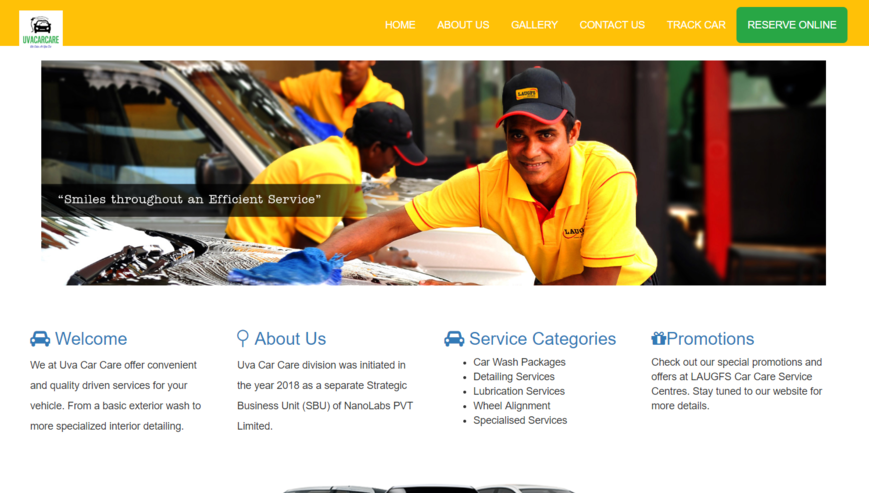 UVACARCARE
HOME ABOUT US GALLERY CONTACT US TRACK CAR RESERVE ONLINE
LAUGFS
“Smiles throughout an Efficient Service”
Welcome
We at Uva Car Care offer convenient
and quality driven services for your
vehicle. From a basic exterior wash to
more specialized interior detailing.
About Us
Uva Car Care division was initiated in
the year 2018 as a separate Strategic
Business Unit (SBU) of NanoLabs PVT
Limited.
Service Categories
• Car Wash Packages
• Detailing Services
• Lubrication Services
• Wheel Alignment
• Specialised Services
Promotions
Check out our special promotions and
offers at LAUGFS Car Care Service
Centres. Stay tuned to our website for
more details.